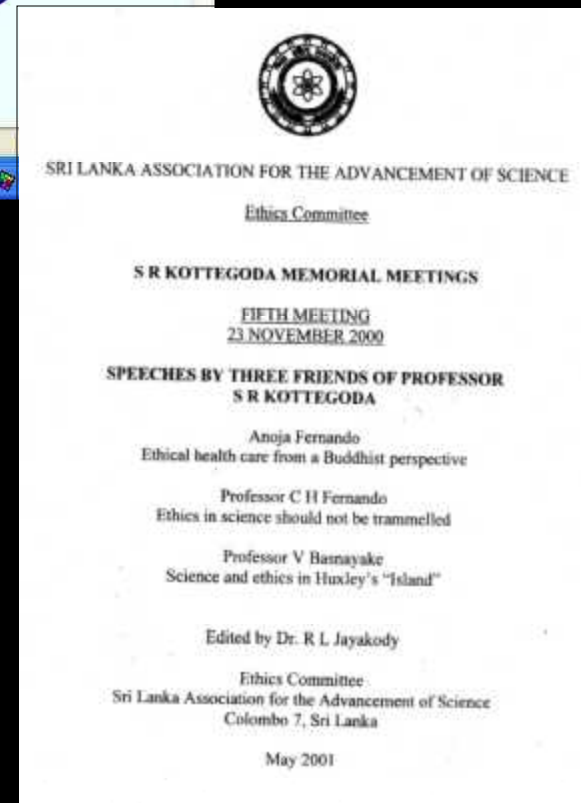 SRI LANKA ASSOCIATION FOR THE ADVANCEMENT OF SCIENCE
Ethics Committee
S R KOTTEGODA MEMORIAL MEETINGS
FIFTH MEETING
23 NOVEMBER 2000
SPEECHES BY THREE FRIENDS OF PROFESSOR
S R KOTTEGODA
Anoja Fernando
Ethical health care from a Buddhist perspective
Professor C H Fernando
Ethics in science should not be trammelled
Professor V Basnayake
Science and ethics in Huxley's "Island"
Edited by Dr. R L Jayakody
Ethics Committee
Sri Lanka Association for the Advancement of Science
Colombo 7, Sri Lanka
May 2001